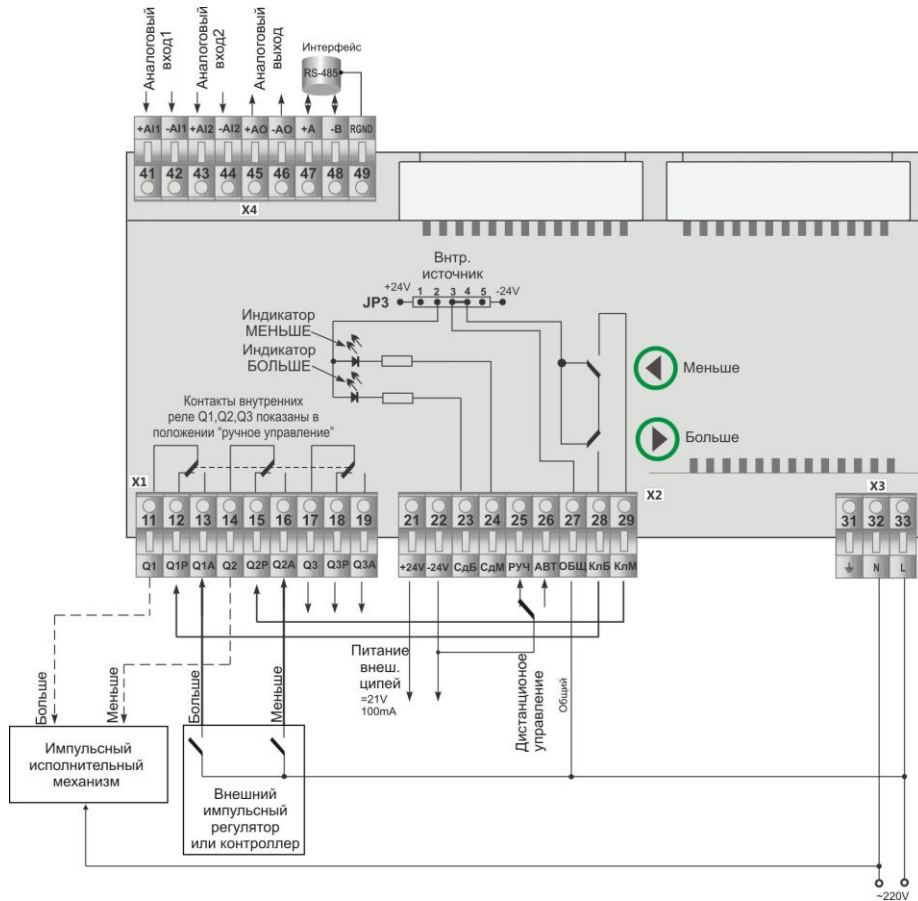 Аналоговый
вход1
Аналоговый
вход2
Аналоговый
выход
Интерфейс
RS-485
+AI1 -AI1 +AI2 -AI2 +AO -AO +A -B RGND
41 42 43 44 45 46 47 48 49
X4
Внтр.
источник
+24V 1 2 3 4 5 -24V
JP3
Индикатор
МЕНЬШЕ
Индикатор
БОЛЬШЕ
Меньше
Больше
Контакты внутренних
реле Q1,Q2,Q3 показаны в
положении “ручное управление”
X1
X2
X3
11 12 13 14 15 16 17 18 19
21 22 23 24 25 26 27 28 29
31 32 33
Q1 Q1P Q1A Q2 Q2P Q2A Q3 Q3P Q3A
+24V -24V СдБ СдМ РУЧ АВТ ОБЩ КлБ КлМ
N L
Больше
Меньше
Больше
Меньше
Питание
внеш.
ципей
=21V
100mA
Дистанционое
управление
Общий
Импульсный
исполнительный
механизм
Внешний
импульсный
регулятор
или контроллер
~220V